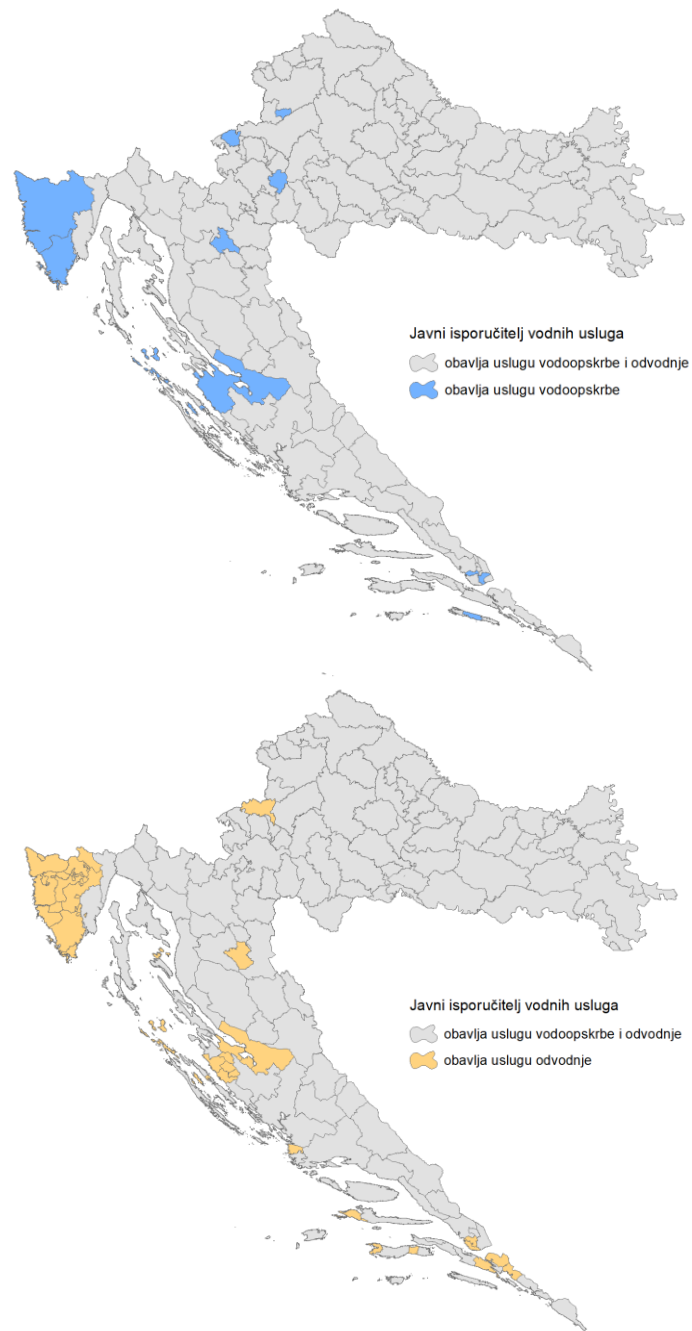 Javni isporučitelj vodnih usluga
obavlja uslugu vodoopskrbe i odvodnje
obavlja uslugu vodoopskrbe
Javni isporučitelj vodnih usluga
obavlja uslugu vodoopskrbe i odvodnje
obavlja uslugu odvodnje